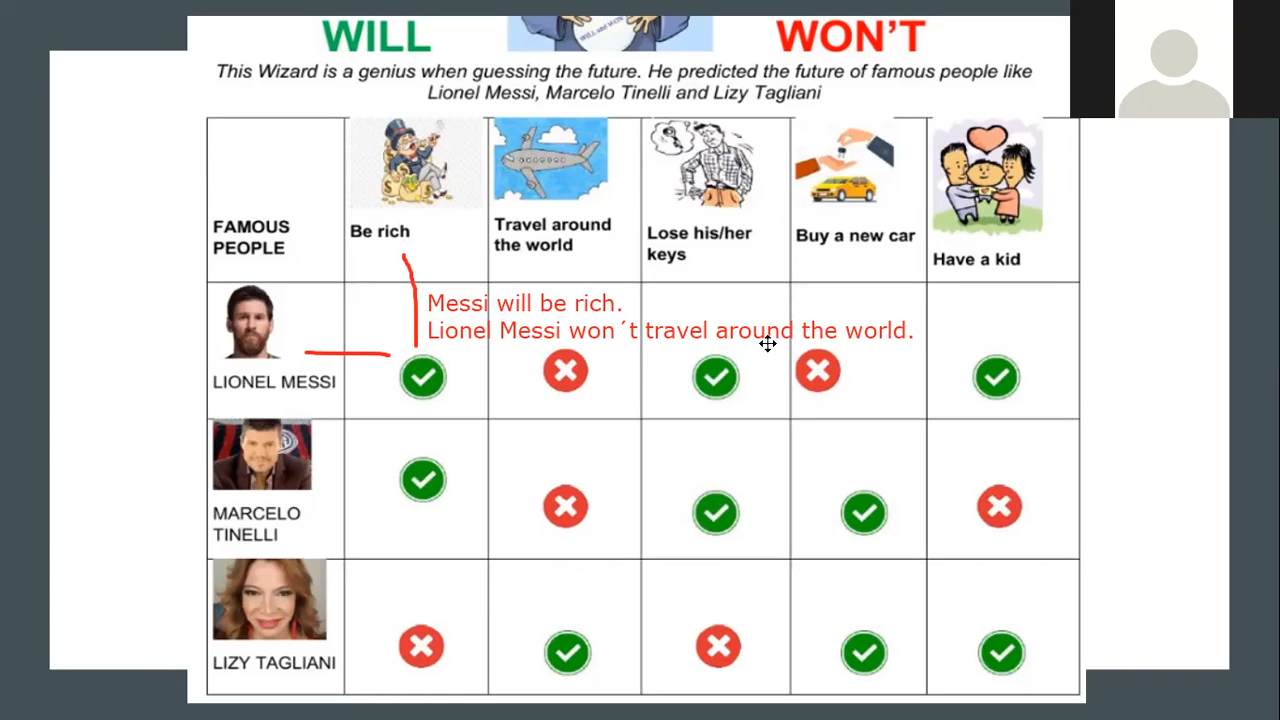 WILL
WILL and WON'T
WON'T
This Wizard is a genius when guessing the future. He predicted the future of famous people like
Lionel Messi, Marcelo Tinelli and Lizy Tagliani
FAMOUS
PEOPLE
Be rich
Travel around
the world
Lose his/her
keys
Buy a new car
Have a kid
Messi will be rich.
Lionel Messi won´t travel around the world.
LIONEL MESSI
MARCELO
TINELLI
LIZY TAGLIANI